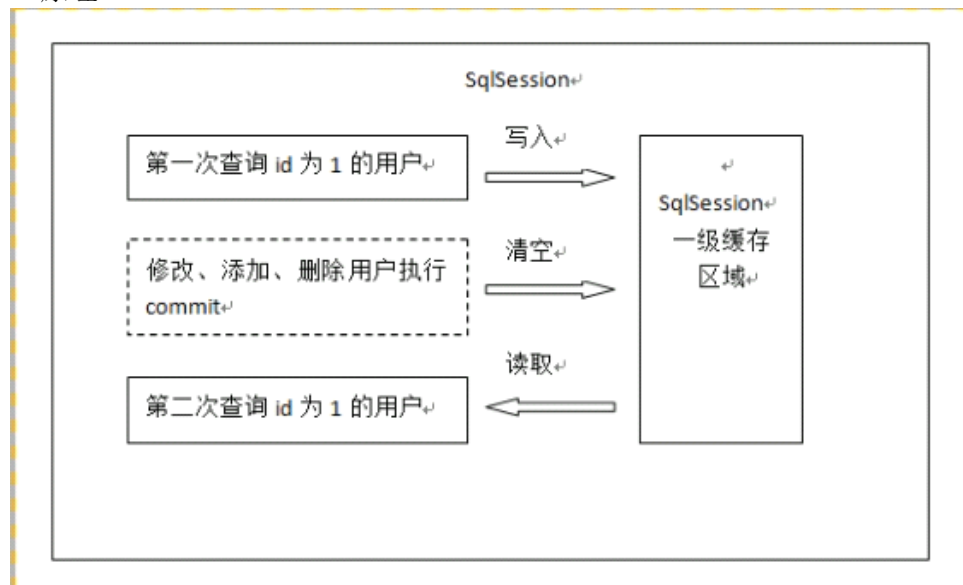 SqlSession↵
写入↵
第一次查询 id 为 1 的用户↵
↵
SqlSession↵
一级缓存
区域↵
清空↵
修改、添加、删除用户执行
commit↵
读取↵
第二次查询 id 为 1 的用户↵